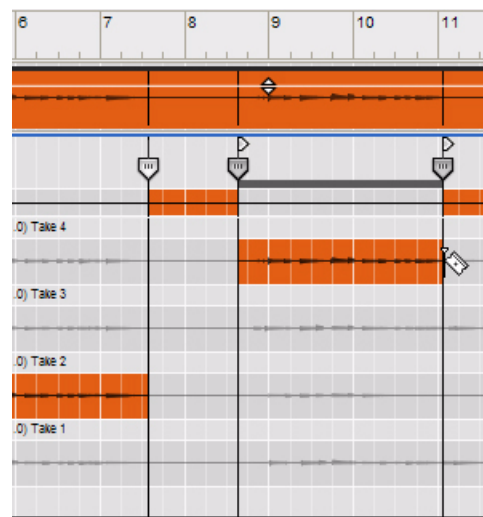 6 7 8 9 10 11
.0) Take 4
.0) Take 3
.0) Take 2
.0) Take 1